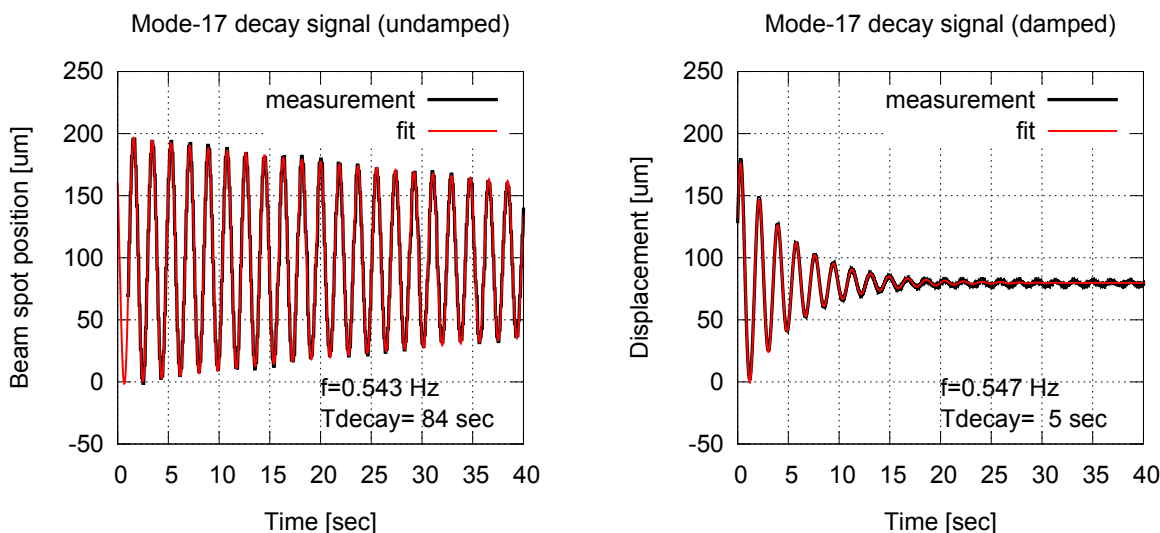 Mode-17 decay signal (undamped)
250
200
150
100
50
0
-50
Beam spot position [um]
measurement
fit
f=0.543 Hz
Tdecay= 84 sec
0 5 10 15 20 25 30 35 40
Time [sec]
Mode-17 decay signal (damped)
250
200
150
100
50
0
-50
Displacement [um]
measurement
fit
f=0.547 Hz
Tdecay=  5 sec
0 5 10 15 20 25 30 35 40
Time [sec]